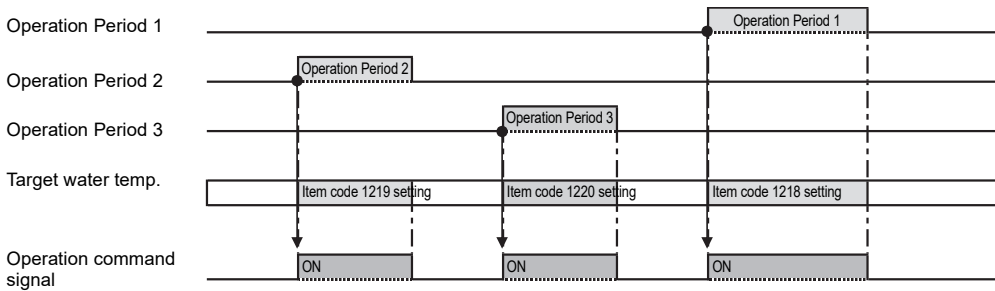 Operation Period 1
Operation Period 1
Operation Period 2
Operation Period 2
Operation Period 3
Operation Period 3
Target water temp.
Item code 1219 setting
Item code 1220 setting
Item code 1218 setting
Operation command
signal
ON
ON
ON